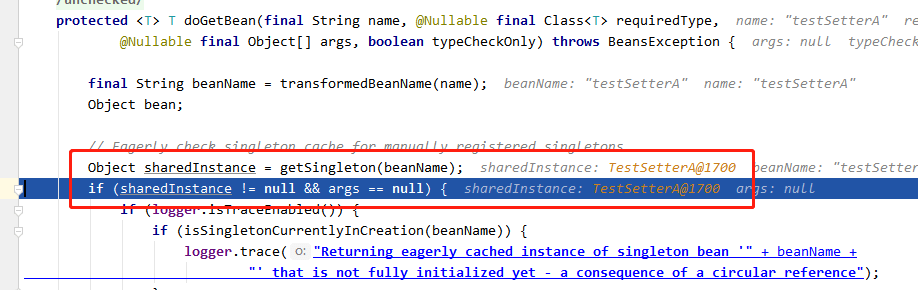 /unchecked/
protected <T> T doGetBean(final String name, @Nullable final Class<T> requiredType, name: "testSetterA" re
@Nullable final Object[] args, boolean typeCheckOnly) throws BeansException { args: null typeCheck
final String beanName = transformedBeanName(name); beanName: "testSetterA" name: "testSetterA"
Object bean;
// Eagerly check singleton cache for manually registered singletons
Object sharedInstance = getSingleton(beanName); sharedInstance: TestSetterA@1700 beanName: "testSetter
if (sharedInstance != null && args == null) { sharedInstance: TestSetterA@1700 args: null
if (logger.isTraceEnabled()) {
if (isSingletonCurrentlyInCreation(beanName)) {
logger.trace( o: "Returning eagerly cached instance of singleton bean '" + beanName +
"' that is not fully initialized yet - a consequence of a circular reference");